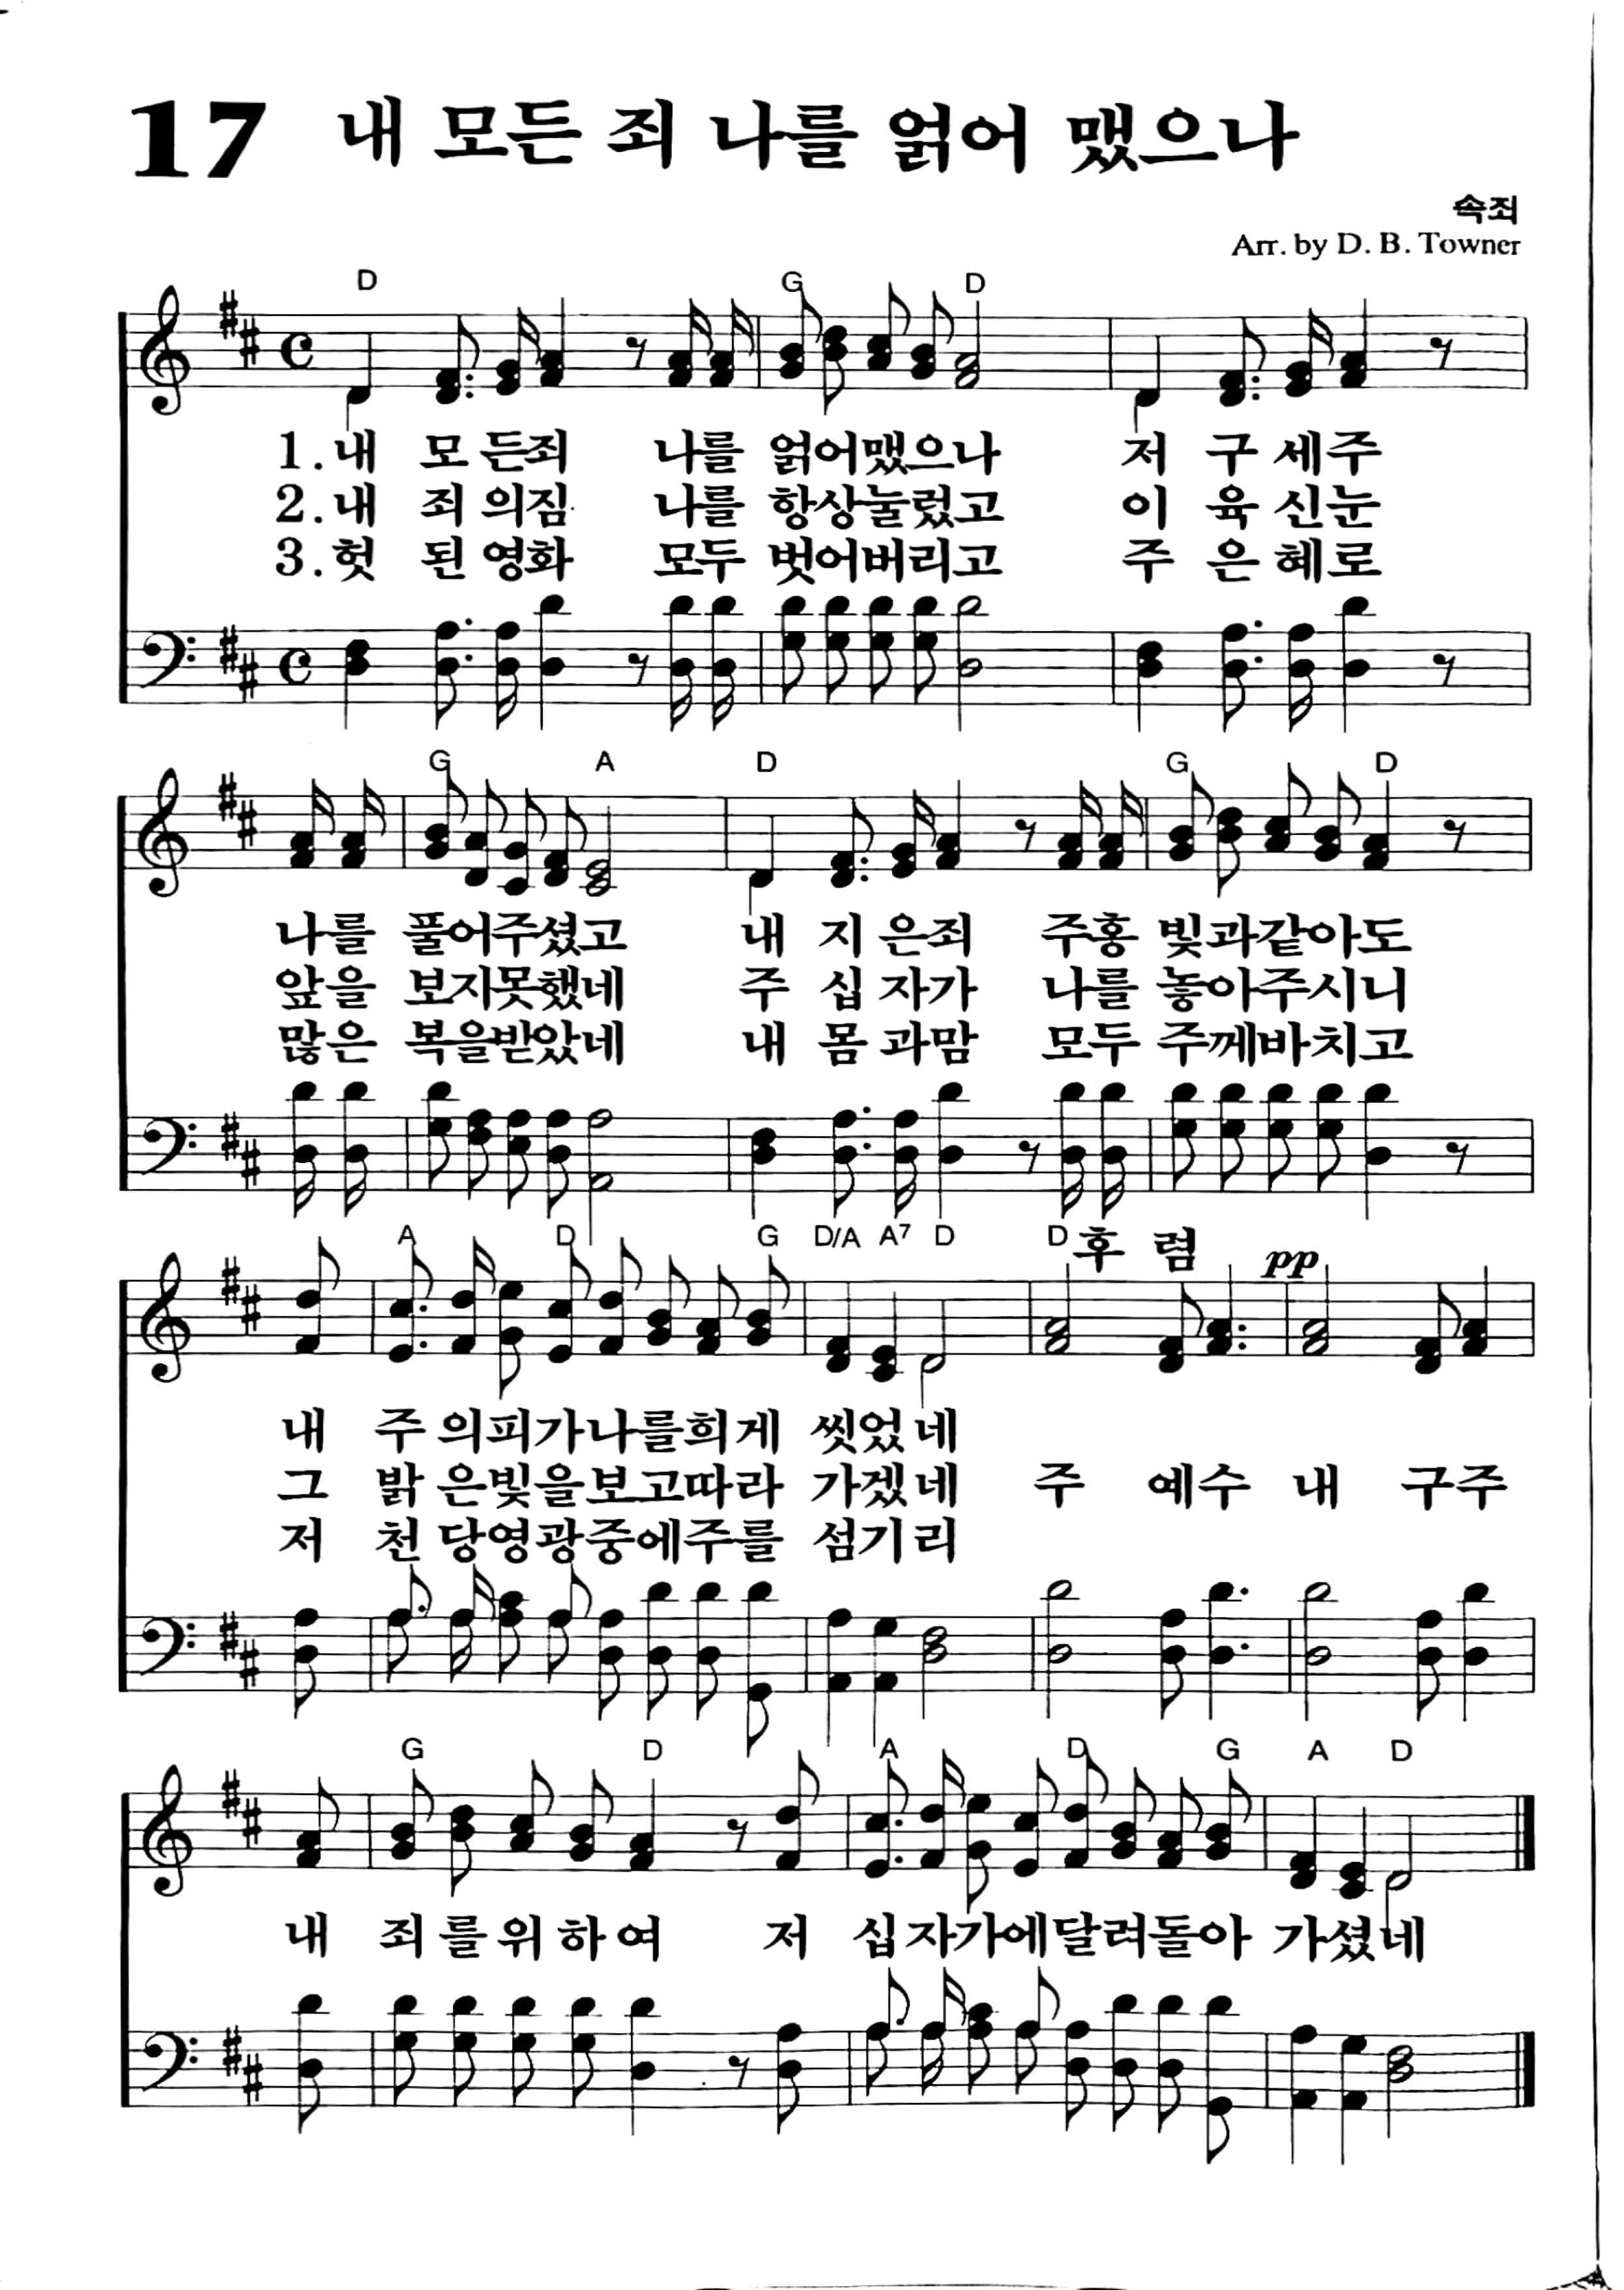 17 내 모든 죄 나를 얽어 맸으나
속죄
Arr. by D. B. Towner
D G D
1. 내 모든죄 나를 얽어맸으나 저 구세주
2. 내 죄의짐 나를 항상눌렀고 이 육신눈
3. 헛된영화 모두 벗어버리고 주 은혜로
G A D G D
나를 풀어주셨고 내 지은죄 주홍 빛과같아도
앞을 보지못했네 주 십자가 나를 놓아주시니
많은 복을받았네 내 몸과맘 모두 주께바치고
A D G D/A A7 D D 후렴 pp
내 주의피가나를희게 씻었네
그 밝은빛을보고따라 가겠네 주 예수 내 구주
저 천당영광중에주를 섬기리
G D A D G A D
내 죄를위하여 저 십자가에달려돌아 가셨네